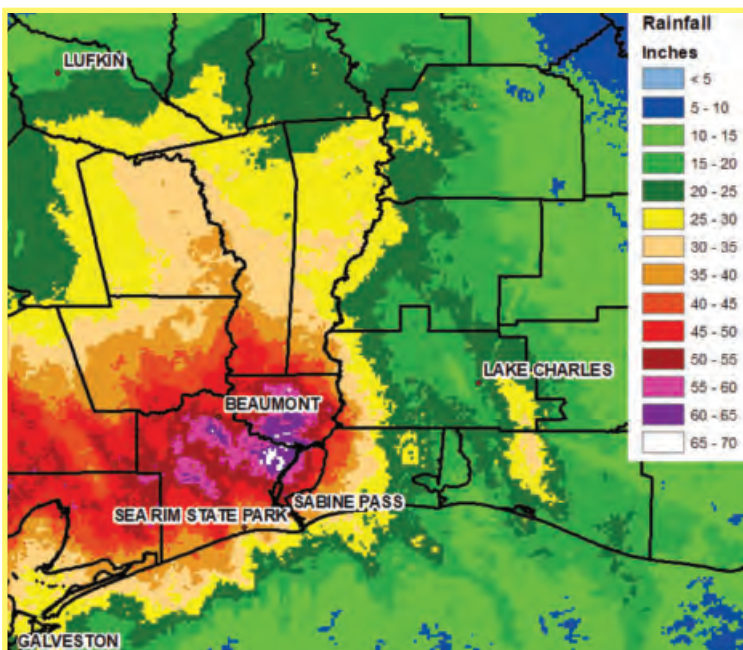 Rainfall
Inches
< 5
5 - 10
10 - 15
15 - 20
20 - 25
25 - 30
30 - 35
35 - 40
40 - 45
45 - 50
50 - 55
55 - 60
60 - 65
65 - 70
LUFKIN
LAKE CHARLES
BEAUMONT
SABINE PASS
SEA RIM STATE PARK
GALVESTON